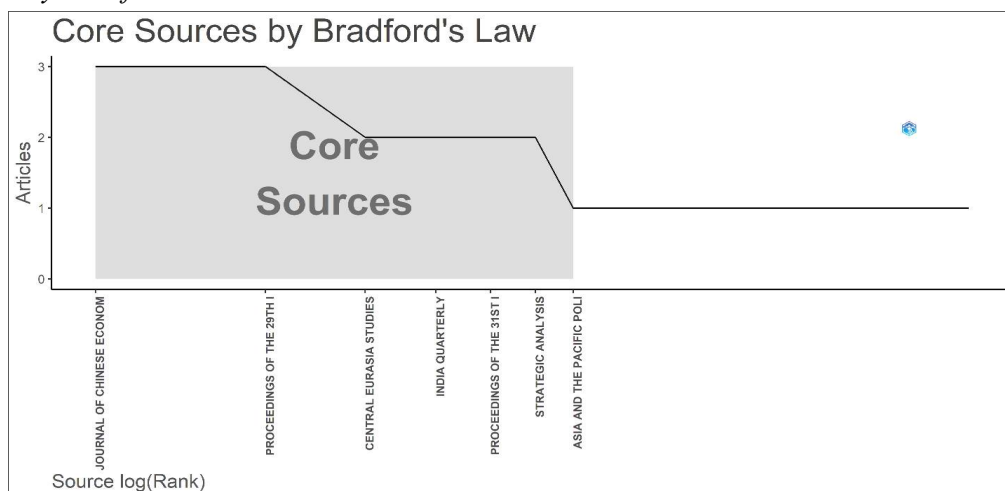 Core Sources by Bradford's Law
3
2
1
0
Articles
Core
Sources
JOURNAL OF CHINESE ECONOM
PROCEEDINGS OF THE 29TH I
CENTRAL EURASIA STUDIES
INDIA QUARTERLY
PROCEEDINGS OF THE 31ST I
STRATEGIC ANALYSIS
ASIA AND THE PACIFIC POLI
Source log(Rank)